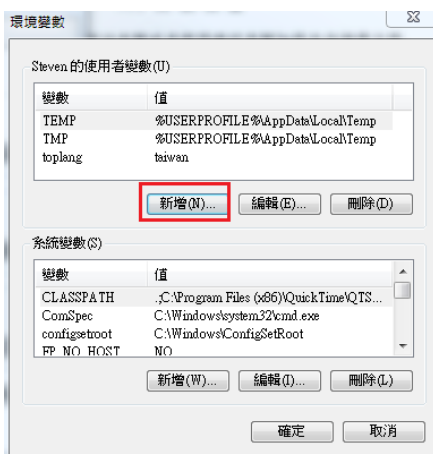 環境變數
Steven 的使用者變數(U)
變數 值
TEMP %USERPROFILE%\AppData\Local\Temp
TMP %USERPROFILE%\AppData\Local\Temp
toplang taiwan
新增(N)... 編輯(E)... 刪除(D)
系統變數(S)
變數 值
CLASSPATH .;C:\Program Files (x86)\QuickTime\QTS...
ComSpec C:\Windows\system32\cmd.exe
configsetroot C:\Windows\ConfigSetRoot
FP_NO_HOST NO
新增(W)... 編輯(I)... 刪除(L)
確定 取消